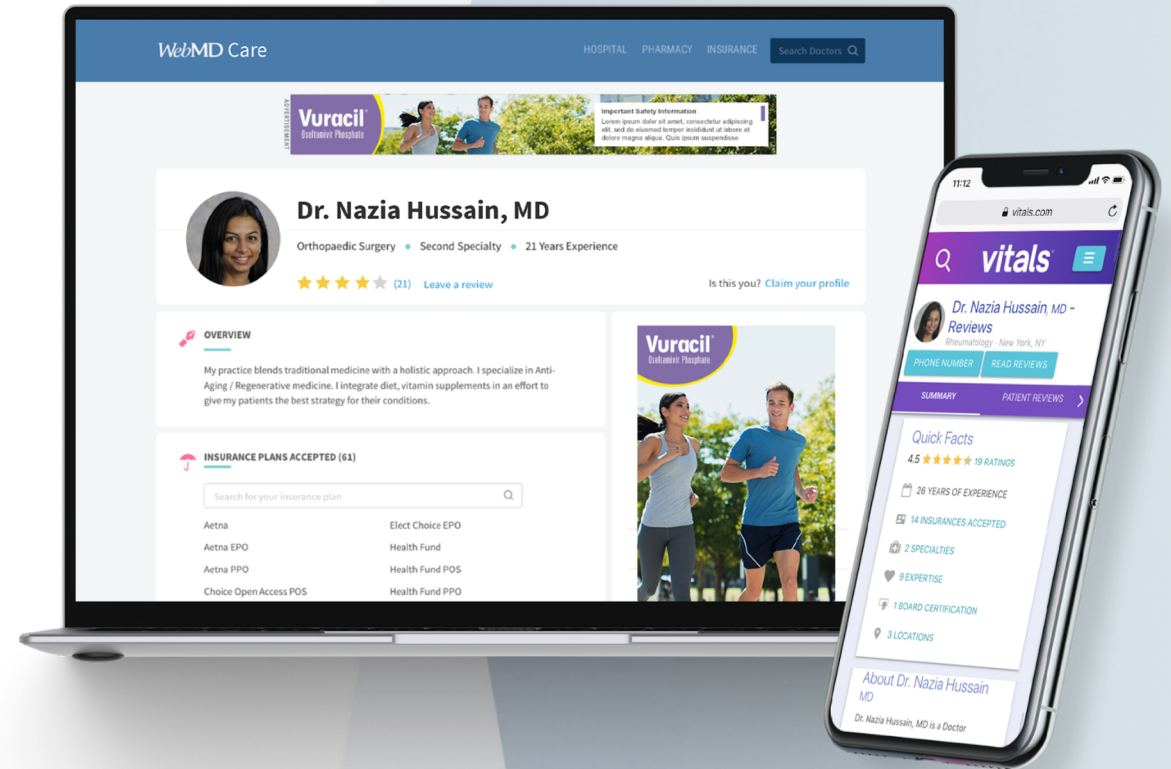 WebMD Care
HOSPITAL PHARMACY INSURANCE Search Doctors
ADVERTISEMENT
Vuracil
Oseltamivir Phosphate
Important Safety Information
Lorem ipsum dolor sit amet, consectetur adipiscing
elit, sed do eiusmod tempor incididunt ut labore et
dolore magna aliqua. Quis ipsum suspendisse
Dr. Nazia Hussain, MD
Orthopaedic Surgery • Second Specialty • 21 Years Experience
(21) Leave a review
Is this you? Claim your profile
OVERVIEW
My practice blends traditional medicine with a holistic approach. I specialize in Anti-
Aging / Regenerative medicine. I integrate diet, vitamin supplements in an effort to
give my patients the best strategy for their conditions.
INSURANCE PLANS ACCEPTED (61)
Search for your insurance plan
Aetna Elect Choice EPO
Aetna EPO Health Fund
Aetna PPO Health Fund POS
Choice Open Access POS Health Fund PPO
Vuracil
Oseltamivir Phosphate
11:12
vitals.com
vitals
Dr. Nazia Hussain, MD -
Reviews
Rheumatology - New York, NY
PHONE NUMBER READ REVIEWS
SUMMARY PATIENT REVIEWS
Quick Facts
4.5 19 RATINGS
26 YEARS OF EXPERIENCE
14 INSURANCES ACCEPTED
2 SPECIALTIES
9 EXPERTISE
1 BOARD CERTIFICATION
3 LOCATIONS
About Dr. Nazia Hussain
MD
Dr. Nazia Hussain, MD is a Doctor